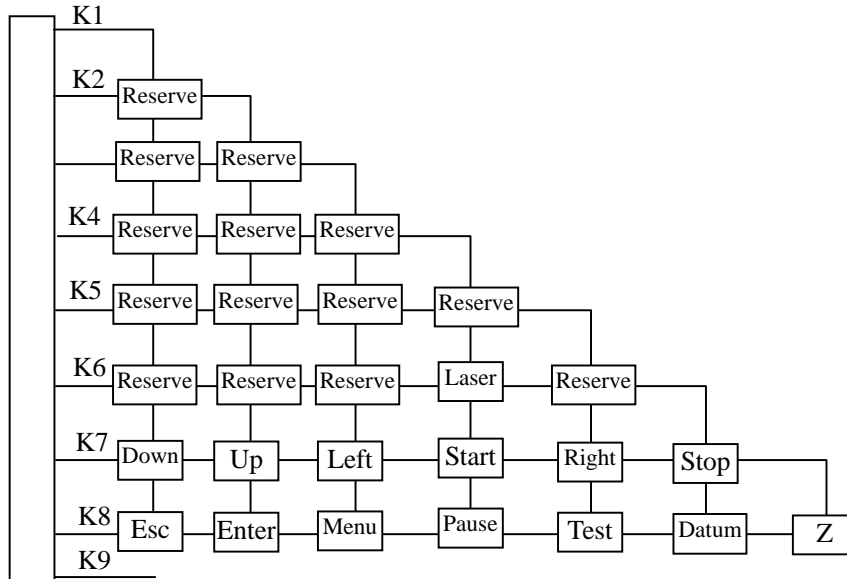 K1
K2
Reserve
Reserve Reserve
K4
Reserve Reserve Reserve
K5
Reserve Reserve Reserve Reserve
K6
Reserve Reserve Reserve Laser Reserve
K7
Down Up Left Start Right Stop
K8
Esc Enter Menu Pause Test Datum Z
K9